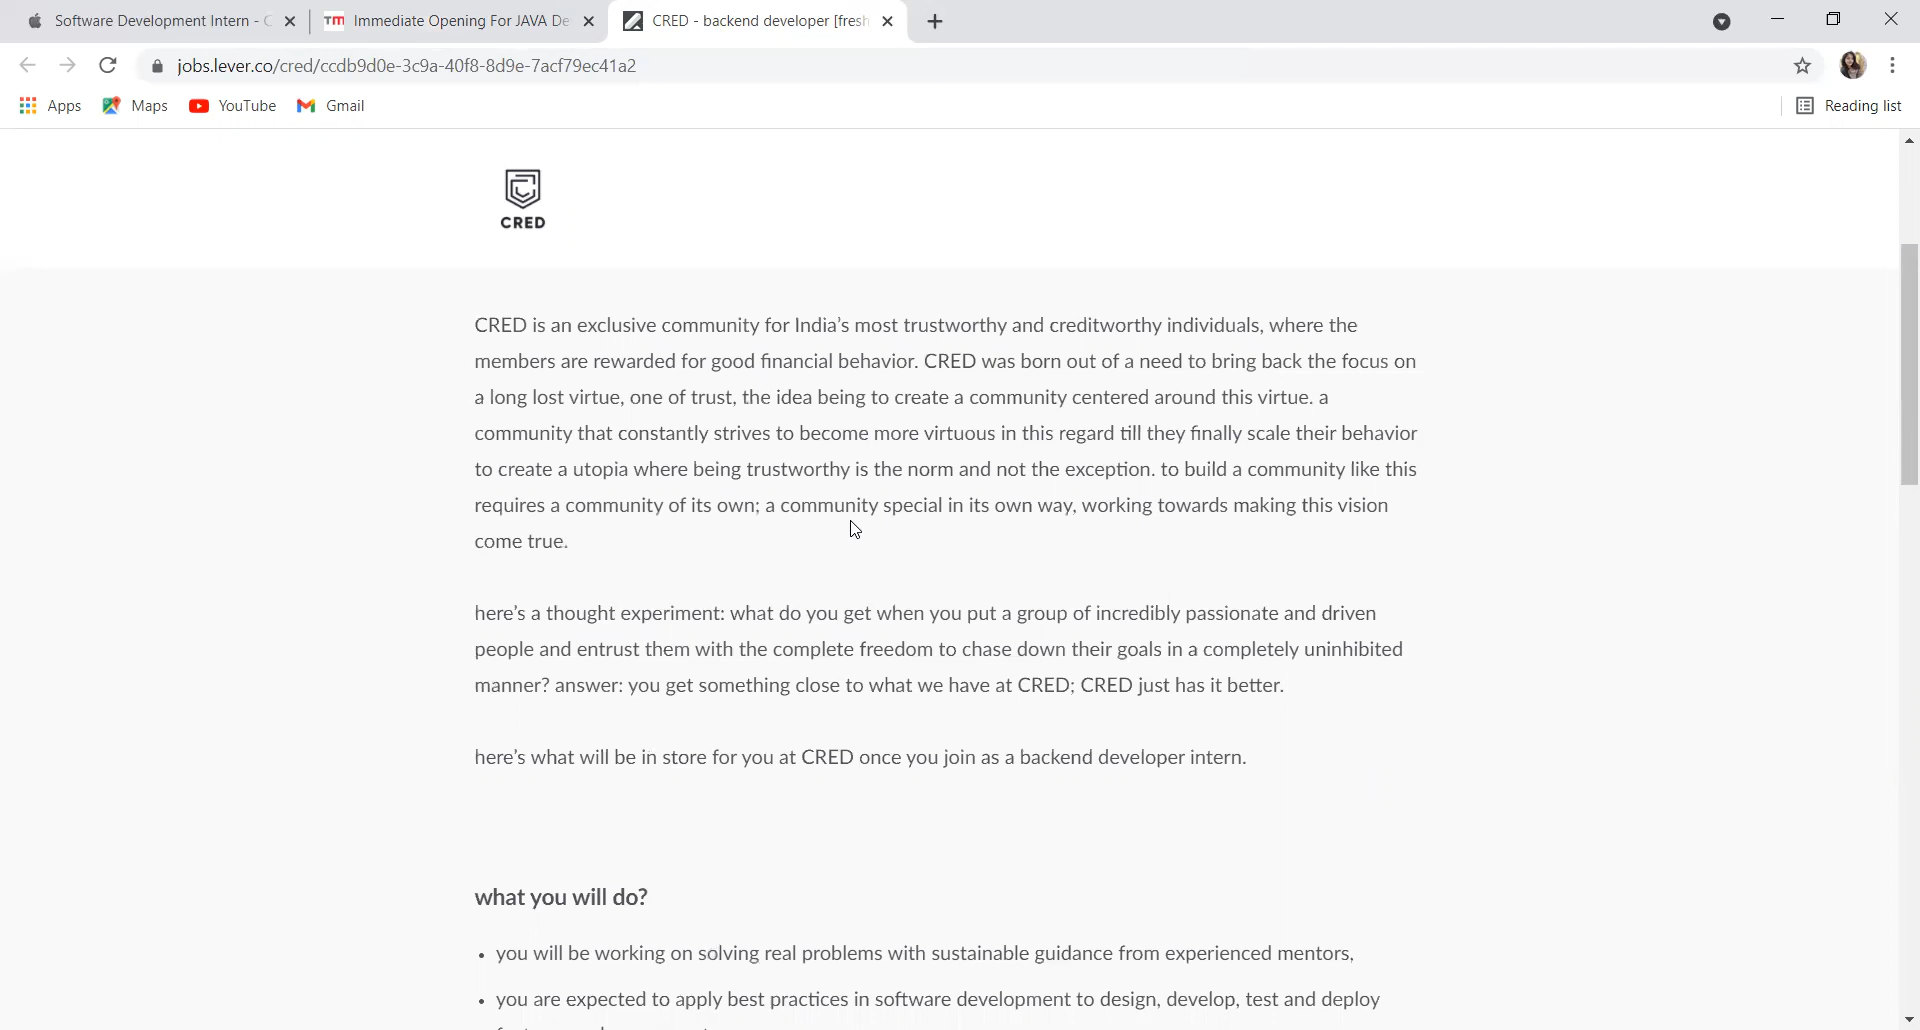 Software Development Intern - C
Immediate Opening For JAVA De
CRED - backend developer [fresh
jobs.lever.co/cred/ccdb9d0e-3c9a-40f8-8d9e-7acf79ec41a2
Apps
Maps
YouTube
Gmail
Reading list
CRED
CRED is an exclusive community for India’s most trustworthy and creditworthy individuals, where the
members are rewarded for good financial behavior. CRED was born out of a need to bring back the focus on
a long lost virtue, one of trust, the idea being to create a community centered around this virtue. a
community that constantly strives to become more virtuous in this regard till they finally scale their behavior
to create a utopia where being trustworthy is the norm and not the exception. to build a community like this
requires a community of its own; a community special in its own way, working towards making this vision
come true.
here’s a thought experiment: what do you get when you put a group of incredibly passionate and driven
people and entrust them with the complete freedom to chase down their goals in a completely uninhibited
manner? answer: you get something close to what we have at CRED; CRED just has it better.
here’s what will be in store for you at CRED once you join as a backend developer intern.
what you will do?
• you will be working on solving real problems with sustainable guidance from experienced mentors,
• you are expected to apply best practices in software development to design, develop, test and deploy